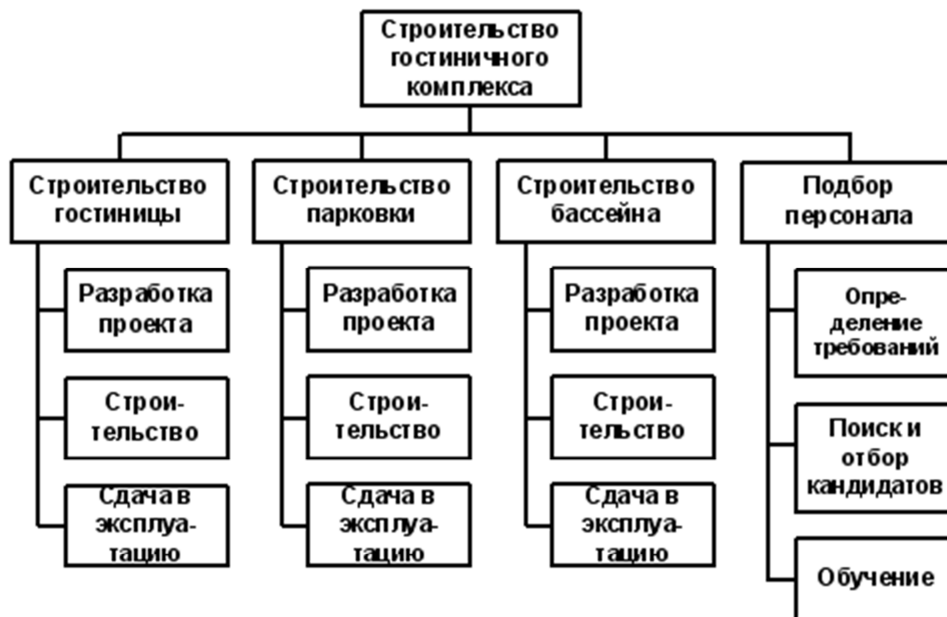 Строительство
гостиничного
комплекса
Строительство
гостиницы
Строительство
парковки
Строительство
бассейна
Подбор
персонала
Разработка
проекта
Строи-
тельство
Сдача в
эксплуа-
тацию
Разработка
проекта
Строи-
тельство
Сдача в
эксплуа-
тацию
Разработка
проекта
Строи-
тельство
Сдача в
эксплуа-
тацию
Опре-
деление
требований
Поиск и
отбор
кандидатов
Обучение